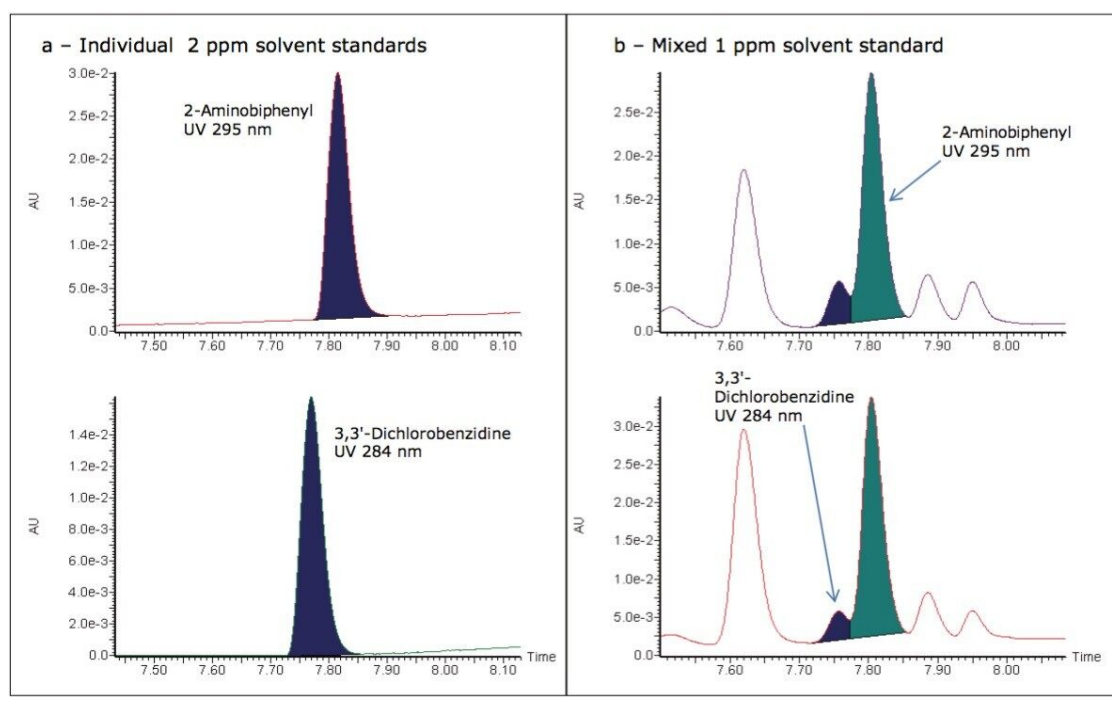 a – Individual  2 ppm solvent standards
3.0e-2
2.5e-2
2.0e-2
1.5e-2
1.0e-2
5.0e-3
0.0
AU
2-Aminobiphenyl
UV 295 nm
7.50 7.60 7.70 7.80 7.90 8.00 8.10
1.4e-2
1.2e-2
1.0e-2
8.0e-3
6.0e-3
4.0e-3
2.0e-3
0.0
AU
3,3'-Dichlorobenzidine
UV 284 nm
Time
7.50 7.60 7.70 7.80 7.90 8.00 8.10
b – Mixed 1 ppm solvent standard
2.5e-2
2.0e-2
1.5e-2
1.0e-2
5.0e-3
0.0
AU
2-Aminobiphenyl
UV 295 nm
7.60 7.70 7.80 7.90 8.00
3,3'-
Dichlorobenzidine
UV 284 nm
3.0e-2
2.5e-2
2.0e-2
1.5e-2
1.0e-2
5.0e-3
0.0
AU
Time
7.60 7.70 7.80 7.90 8.00